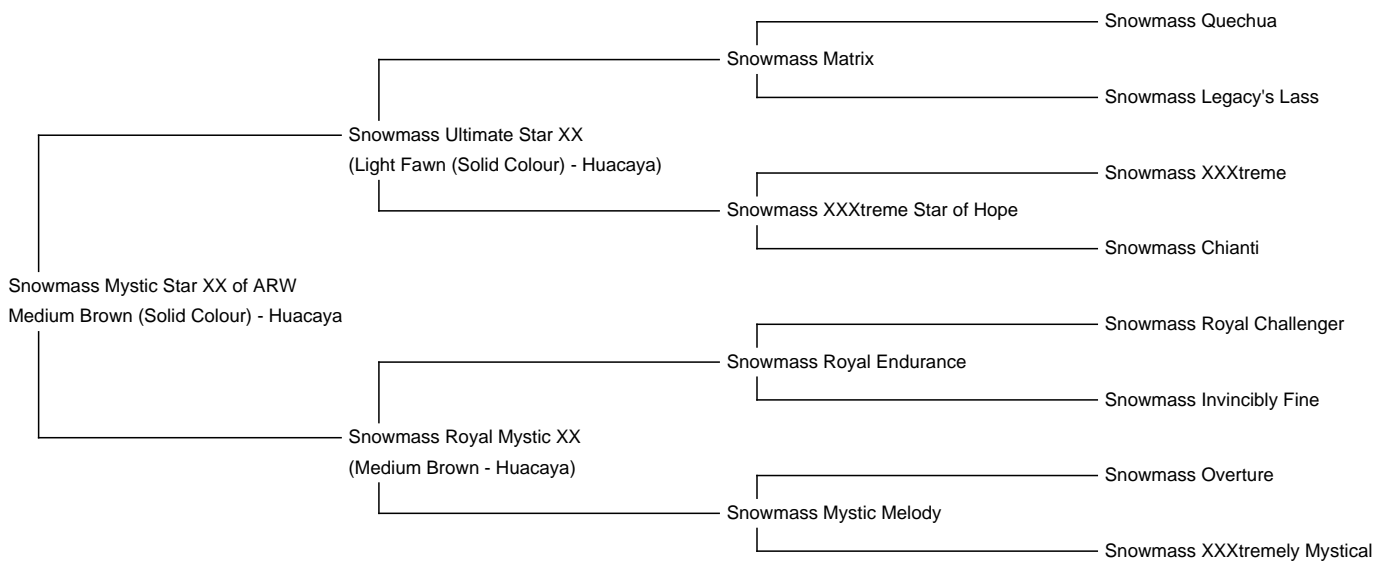 Snowmass Quechua
Snowmass Matrix
Snowmass Legacy's Lass
Snowmass Ultimate Star XX
(Light Fawn (Solid Colour) - Huacaya)
Snowmass XXXtreme
Snowmass XXXtreme Star of Hope
Snowmass Chianti
Snowmass Mystic Star XX of ARW
Medium Brown (Solid Colour) - Huacaya
Snowmass Royal Challenger
Snowmass Royal Endurance
Snowmass Invincibly Fine
Snowmass Royal Mystic XX
(Medium Brown - Huacaya)
Snowmass Overture
Snowmass Mystic Melody
Snowmass XXXtremely Mystical